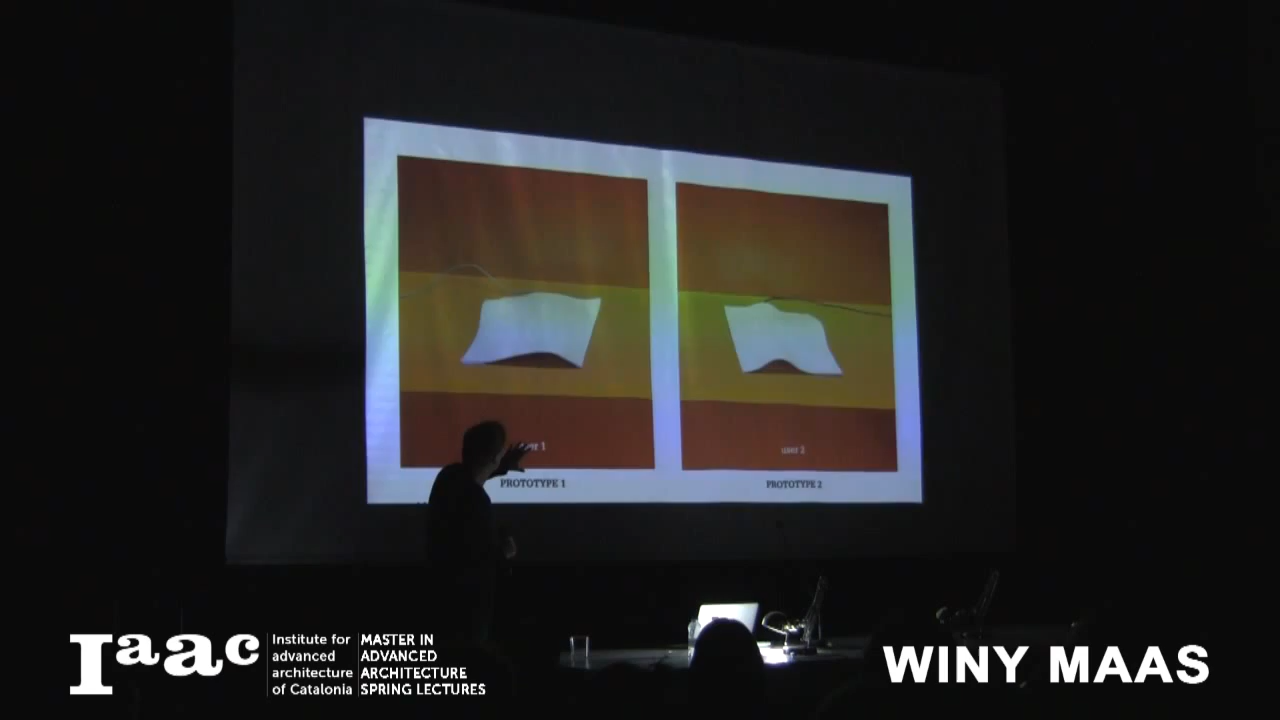 user 2
PROTOTYPE 1
PROTOTYPE 2
Iaac
Institute for
advanced
architecture
of Catalonia
MASTER IN
ADVANCED
ARCHITECTURE
SPRING LECTURES
WINY MAAS